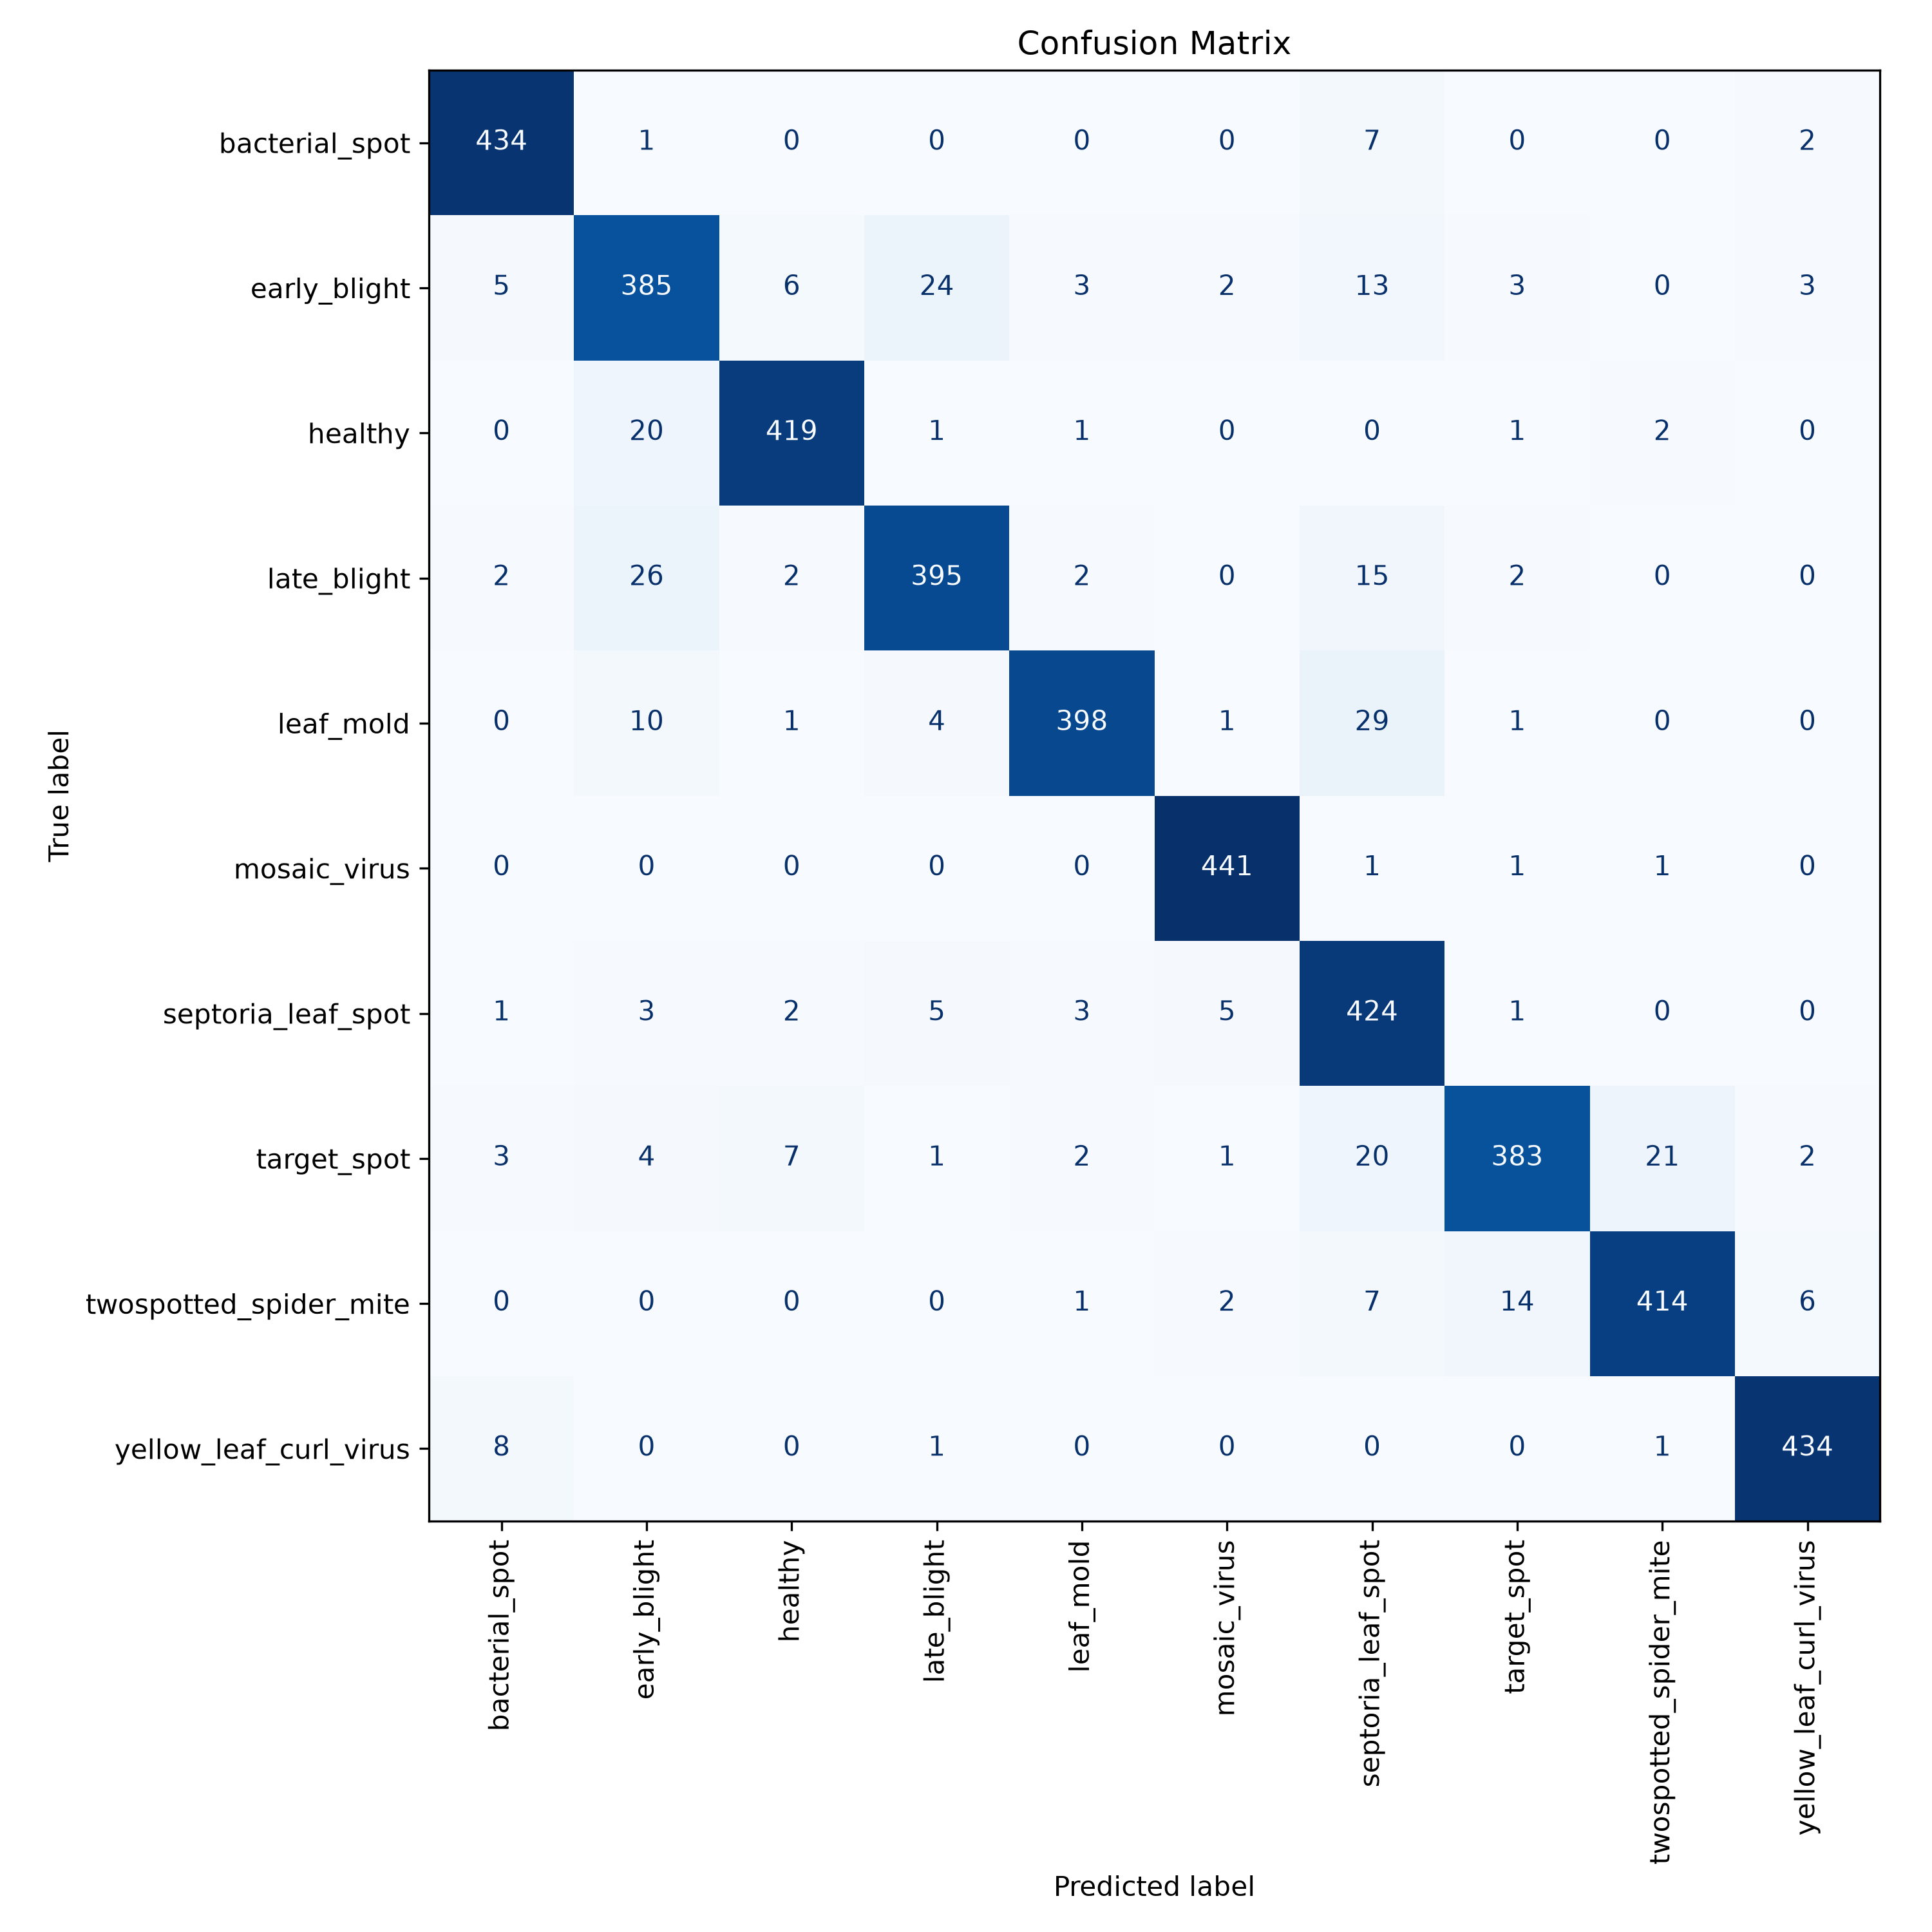 Confusion Matrix
True label
bacterial_spot 434 1 0 0 0 0 7 0 0 2
early_blight 5 385 6 24 3 2 13 3 0 3
healthy 0 20 419 1 1 0 0 1 2 0
late_blight 2 26 2 395 2 0 15 2 0 0
leaf_mold 0 10 1 4 398 1 29 1 0 0
mosaic_virus 0 0 0 0 0 441 1 1 1 0
septoria_leaf_spot 1 3 2 5 3 5 424 1 0 0
target_spot 3 4 7 1 2 1 20 383 21 2
twospotted_spider_mite 0 0 0 0 1 2 7 14 414 6
yellow_leaf_curl_virus 8 0 0 1 0 0 0 0 1 434
bacterial_spot
early_blight
healthy
late_blight
leaf_mold
mosaic_virus
septoria_leaf_spot
target_spot
twospotted_spider_mite
yellow_leaf_curl_virus
Predicted label